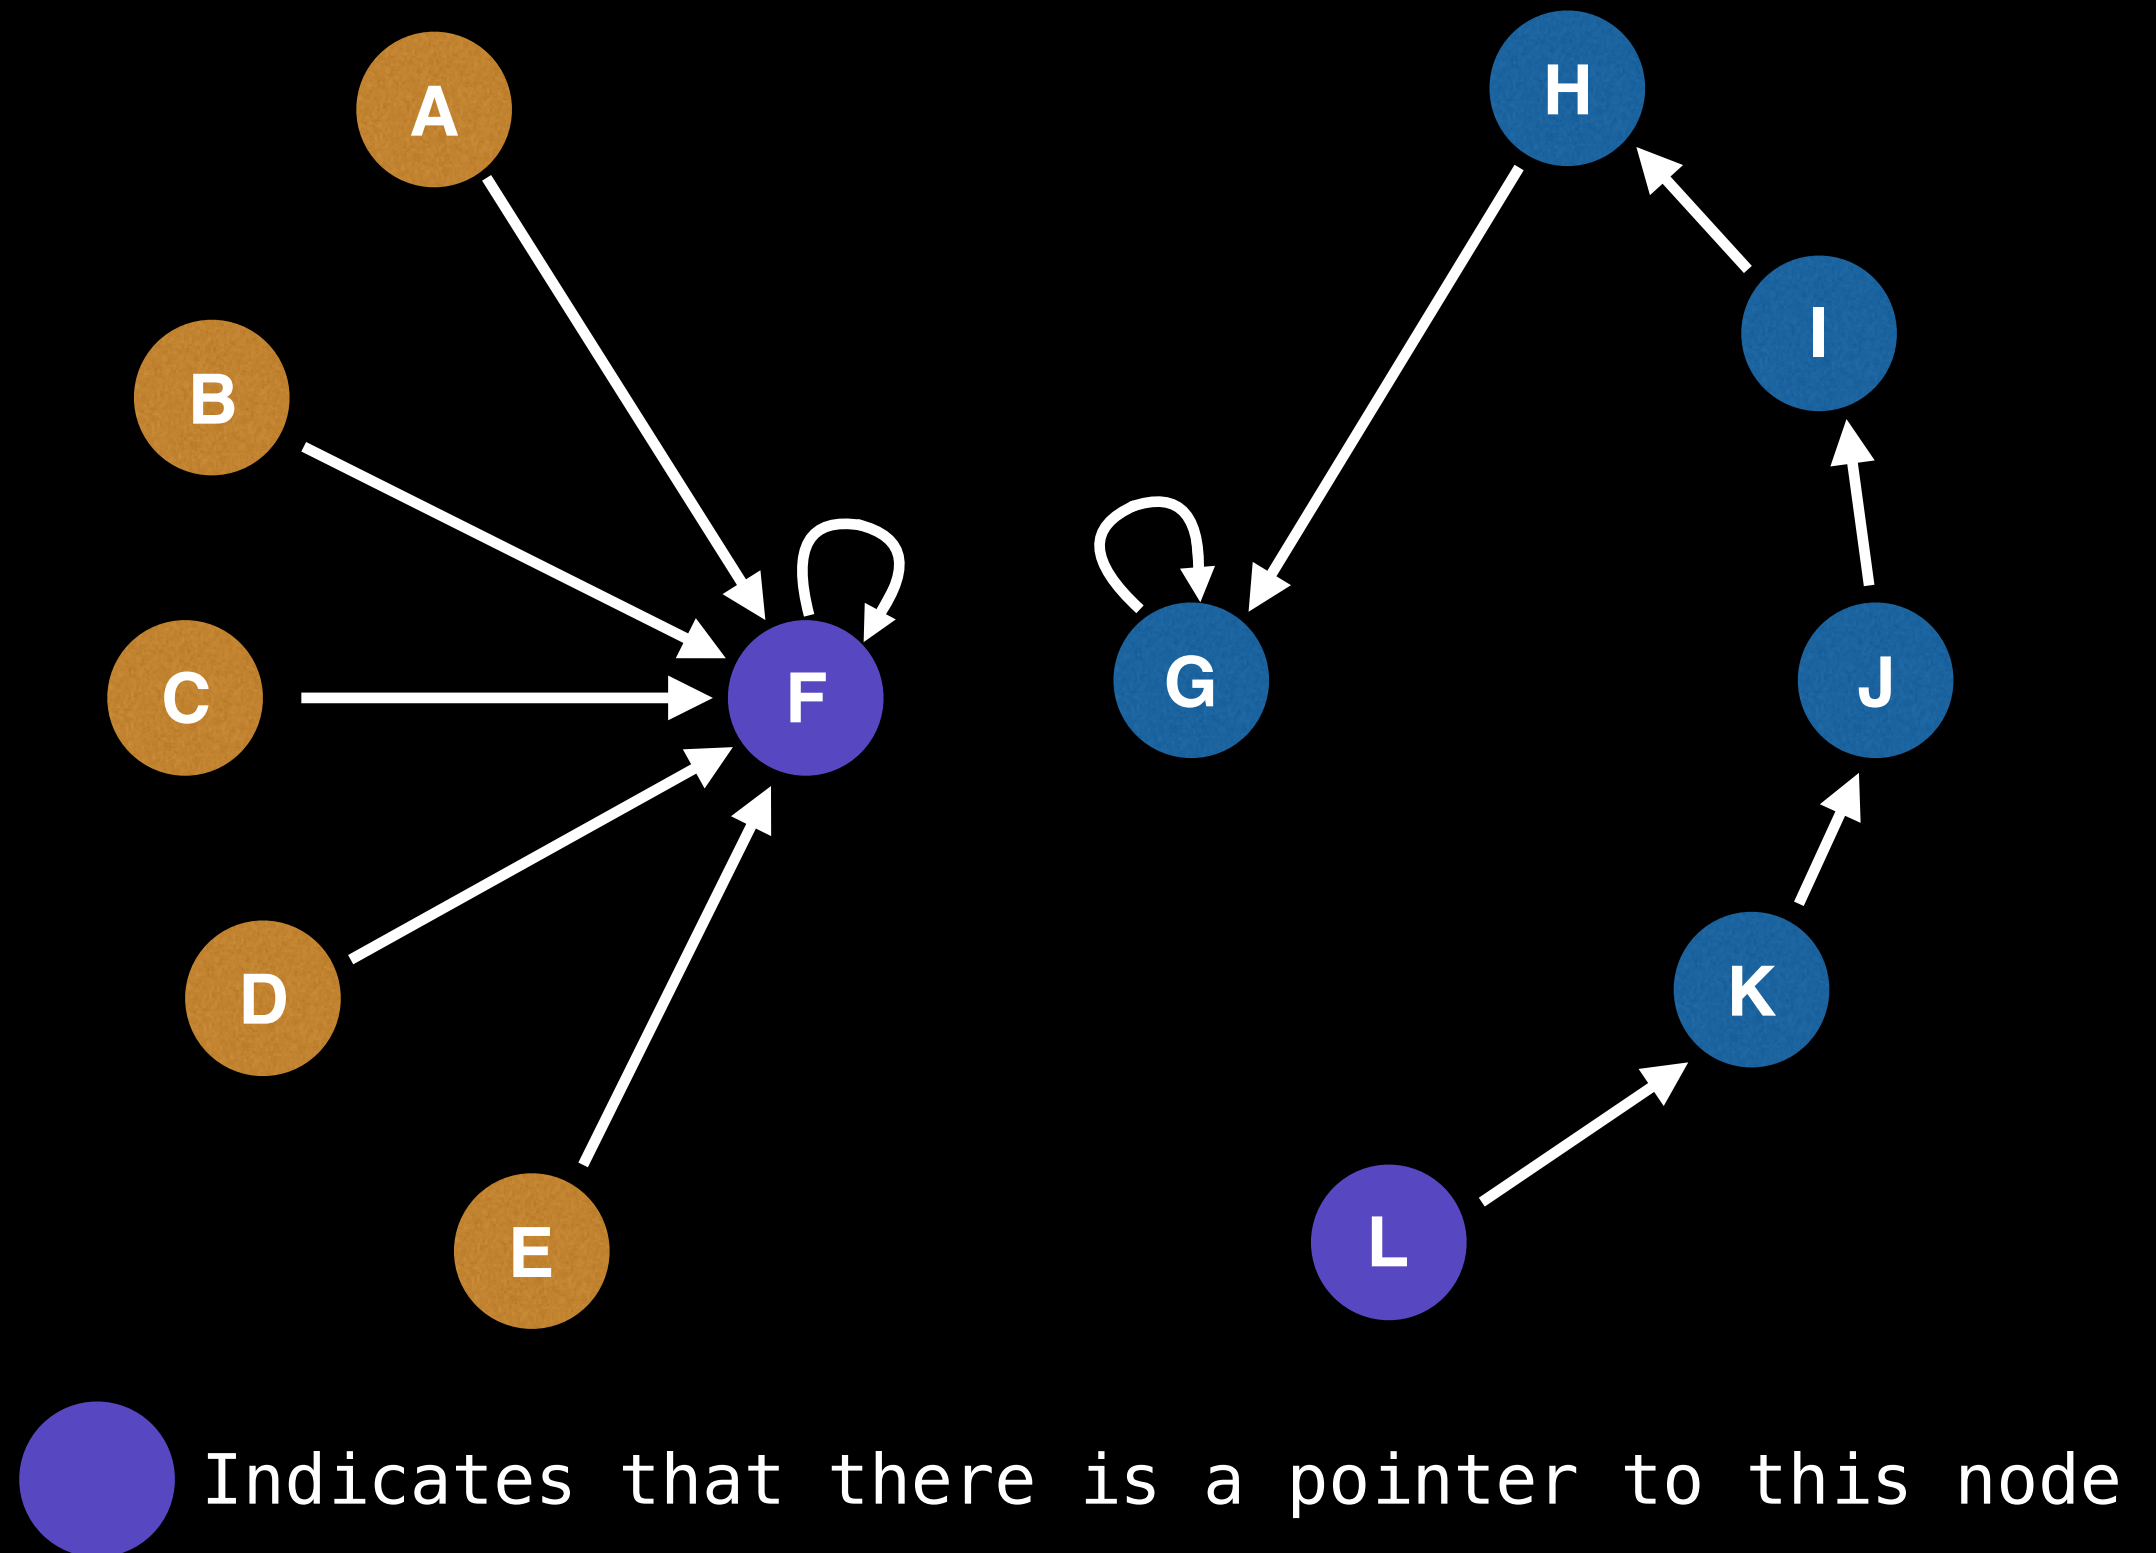 A
H
B
I
C
F
G
J
D
K
E
L
Indicates that there is a pointer to this node